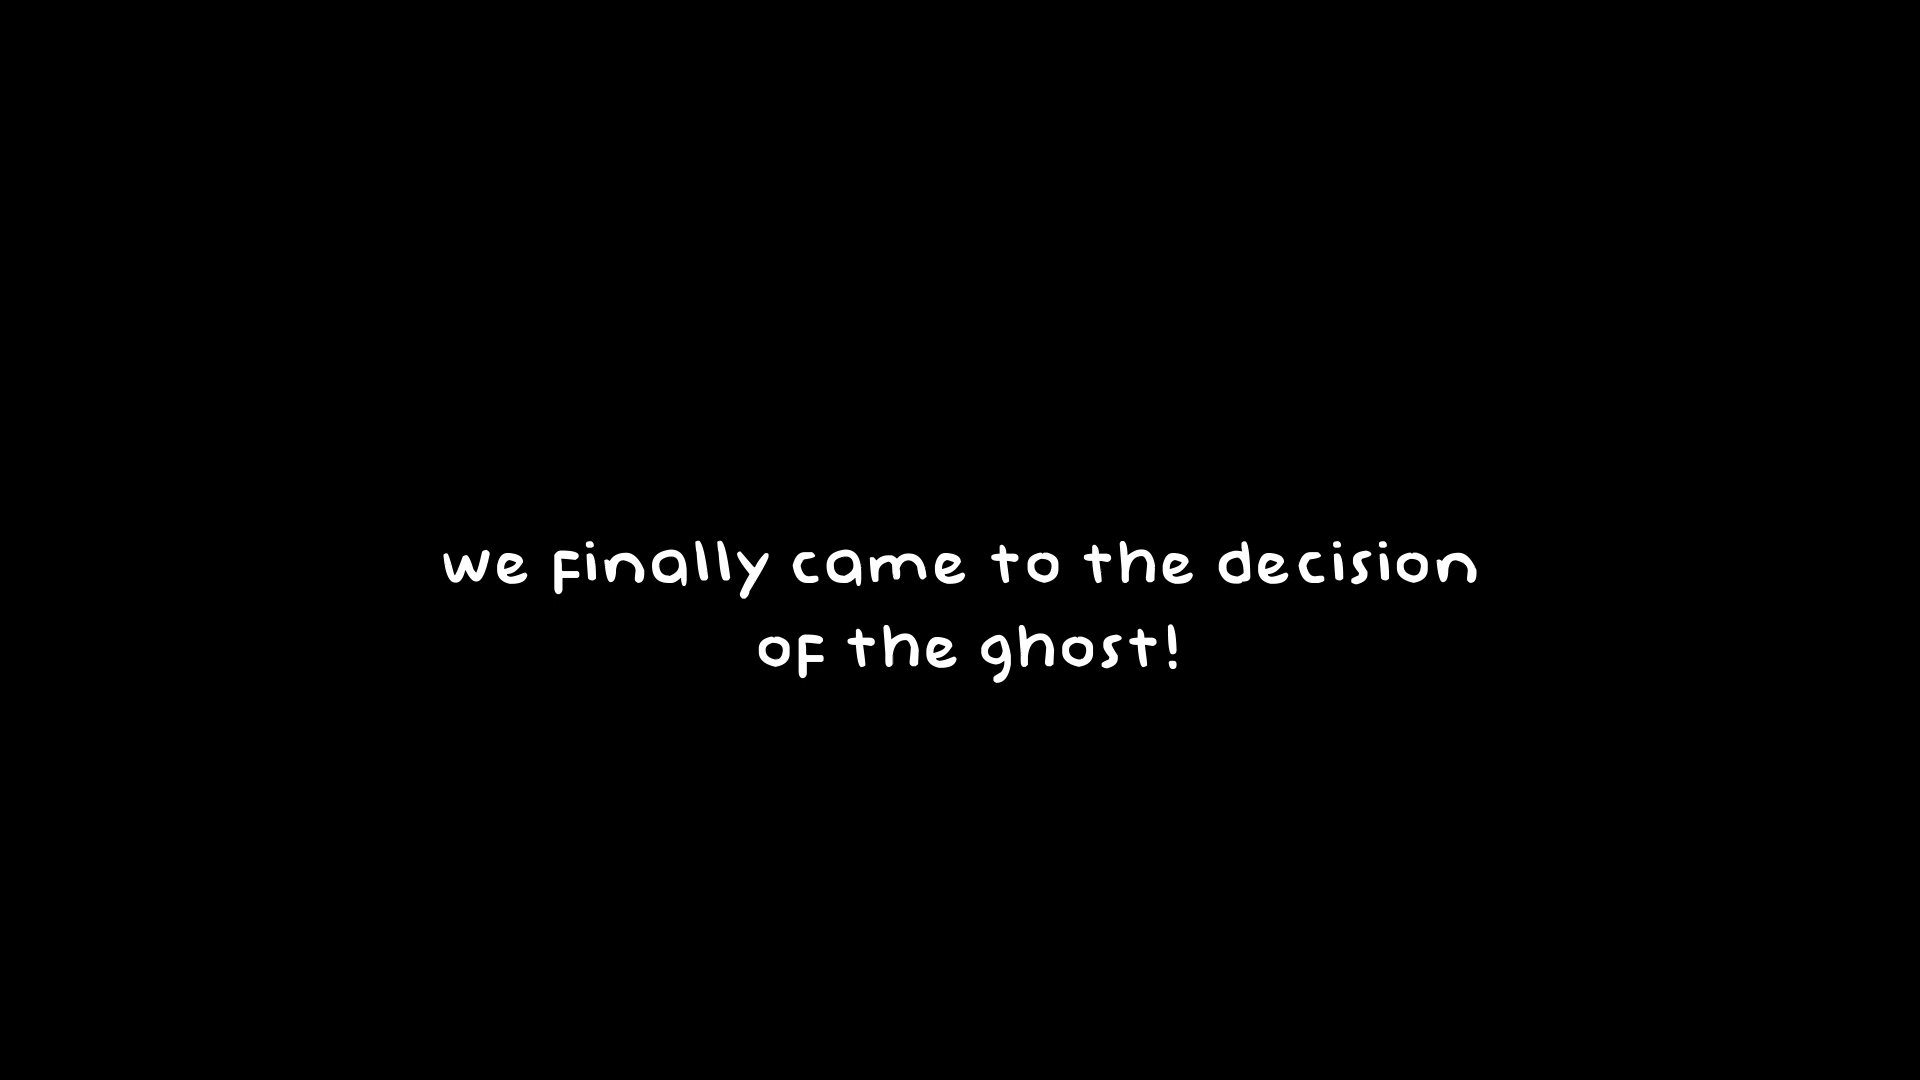 we finally came to the decision
of the ghost!